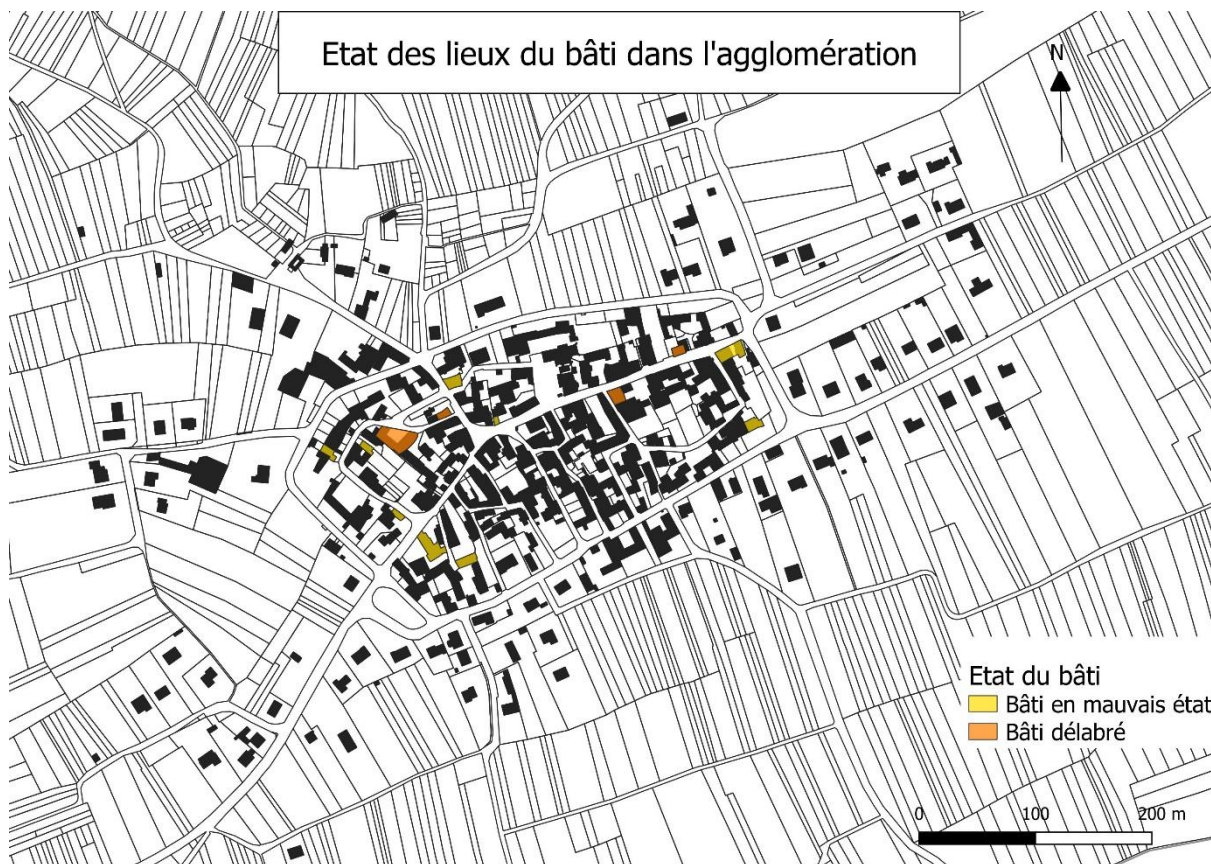 Etat des lieux du bâti dans l'agglomération
N
Etat du bâti
Bâti en mauvais état
Bâti délabré
0 100 200 m